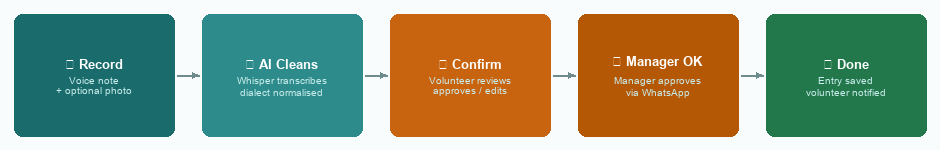 Record
Voice note
+ optional photo
AI Cleans
Whisper transcribes
dialect normalised
Confirm
Volunteer reviews
approves / edits
Manager OK
Manager approves
via WhatsApp
Done
Entry saved
volunteer notified